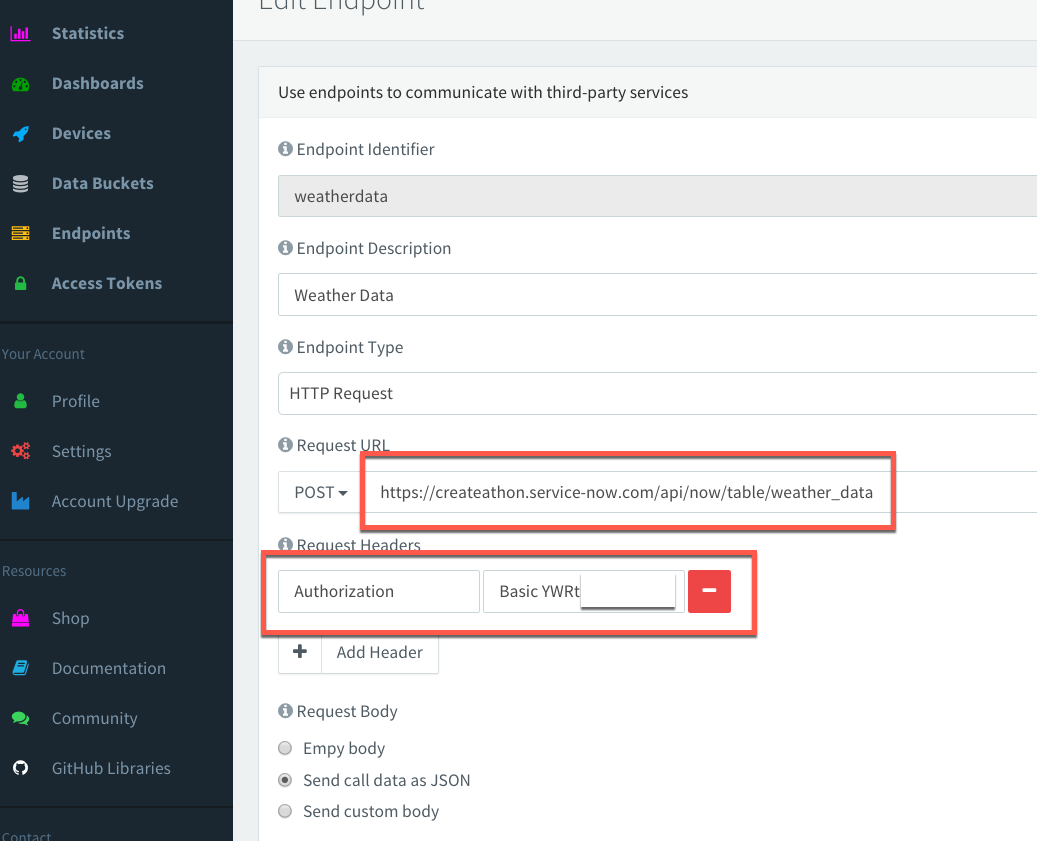 Edit Endpoint
Statistics
Dashboards
Devices
Data Buckets
Endpoints
Access Tokens
Your Account
Profile
Settings
Account Upgrade
Resources
Shop
Documentation
Community
GitHub Libraries
Contact
Use endpoints to communicate with third-party services
Endpoint Identifier
weatherdata
Endpoint Description
Weather Data
Endpoint Type
HTTP Request
Request URL
POST https://createathon.service-now.com/api/now/table/weather_data
Request Headers
Authorization Basic YWRt
Add Header
Request Body
Empy body
Send call data as JSON
Send custom body